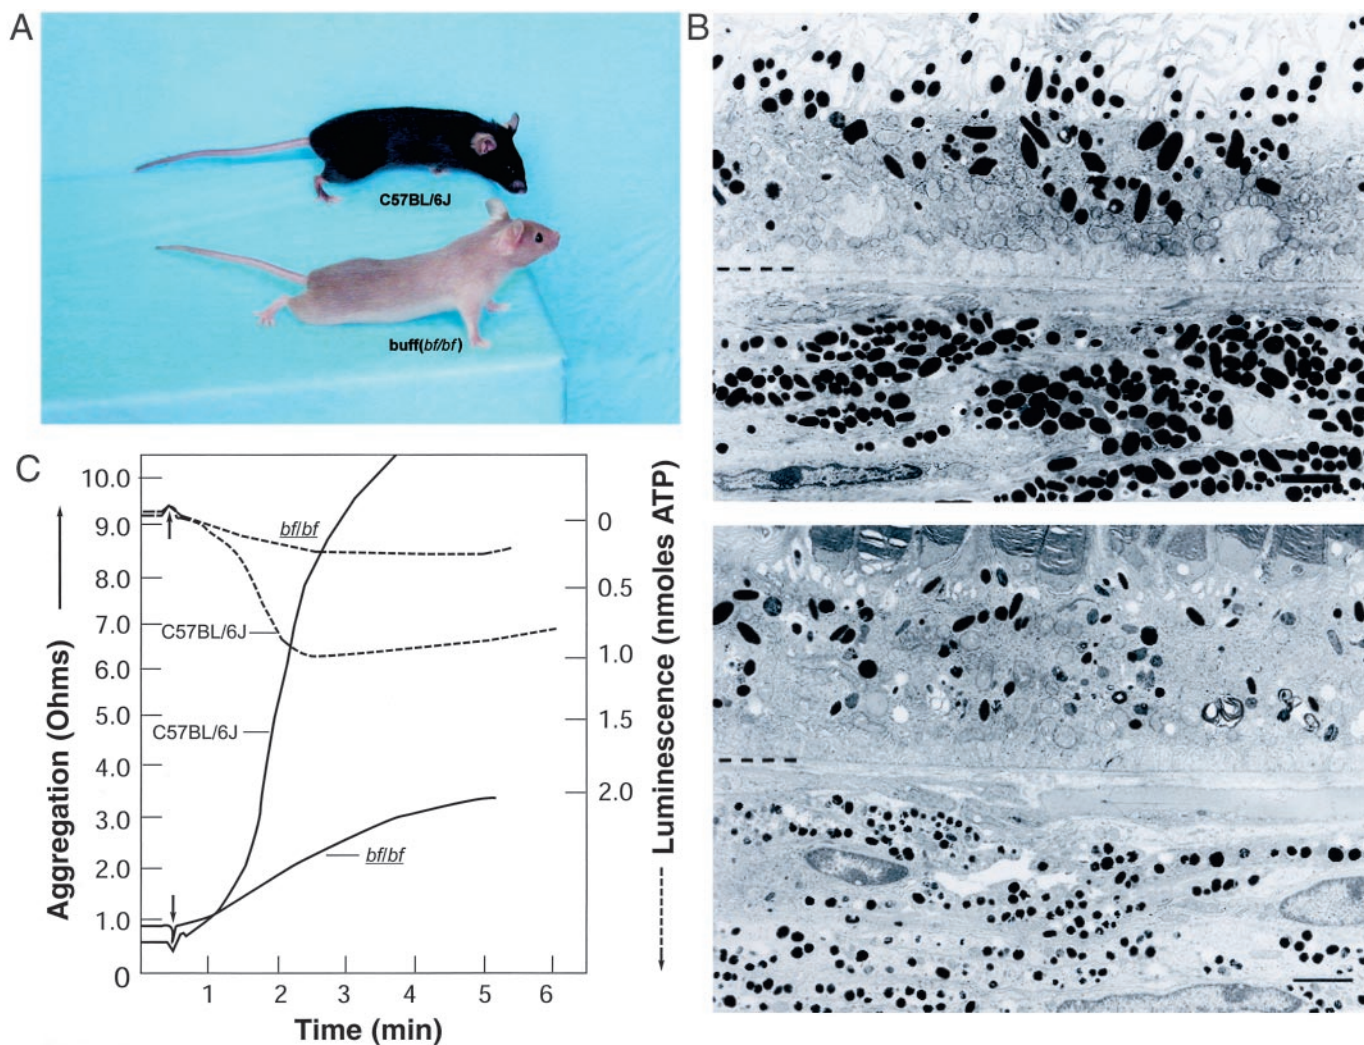 A
C57BL/6J
buff(bf/bf)
B
C
Aggregation (Ohms)
10.0
9.0
8.0
7.0
6.0
5.0
4.0
3.0
2.0
1.0
0
bf/bf
C57BL/6J
C57BL/6J
bf/bf
0
0.5
1.0
1.5
2.0
Luminescence (nmoles ATP)
1 2 3 4 5 6
Time (min)